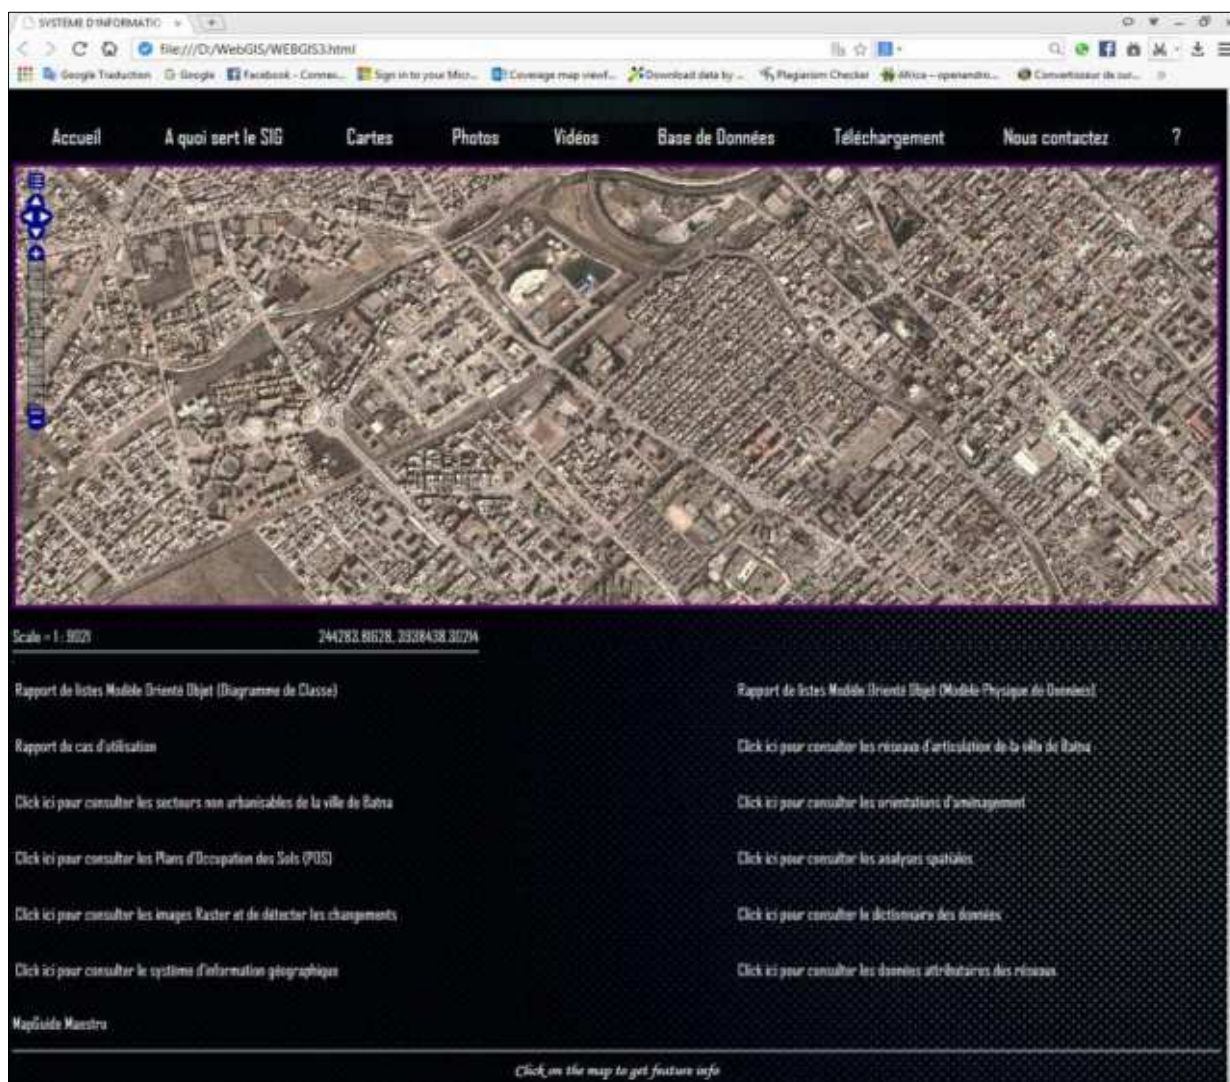 SYSTEME D'INFORMATIC
file:///D:/WebGIS/WEBGIS3.html
Google Traduction Google Facebook - Connex... Sign in to your Micr... Coverage map viewf... Download data by ... Plagiarism Checker Africa – openandro... Convertisseur de
Accueil A quoi sert le SIG Cartes Photos Vidéos Base de Données Téléchargement Nous contactez ?
Scale = 1 : 9021
Rapport de listes Modèle Orienté Objet (Diagramme de Classe)
Rapport de listes Modèle Orienté Objet (Modèle Physique de Données)
Rapport de cas d'utilisation
Click ici pour consulter les réseaux d'articulation de la ville de Batna
Click ici pour consulter les secteurs non urbanisables de la ville de Batna
Click ici pour consulter les orientations d'aménagement
Click ici pour consulter les Plans d'Occupation des Sols (POS)
Click ici pour consulter les analyses spatiales
Click ici pour consulter les images Raster et de détecter les changements
Click ici pour consulter le dictionnaire des données
Click ici pour consulter le système d'information géographique
Click ici pour consulter les données attributaires des réseaux
MapGuide Maestro
Click on the map to get feature info